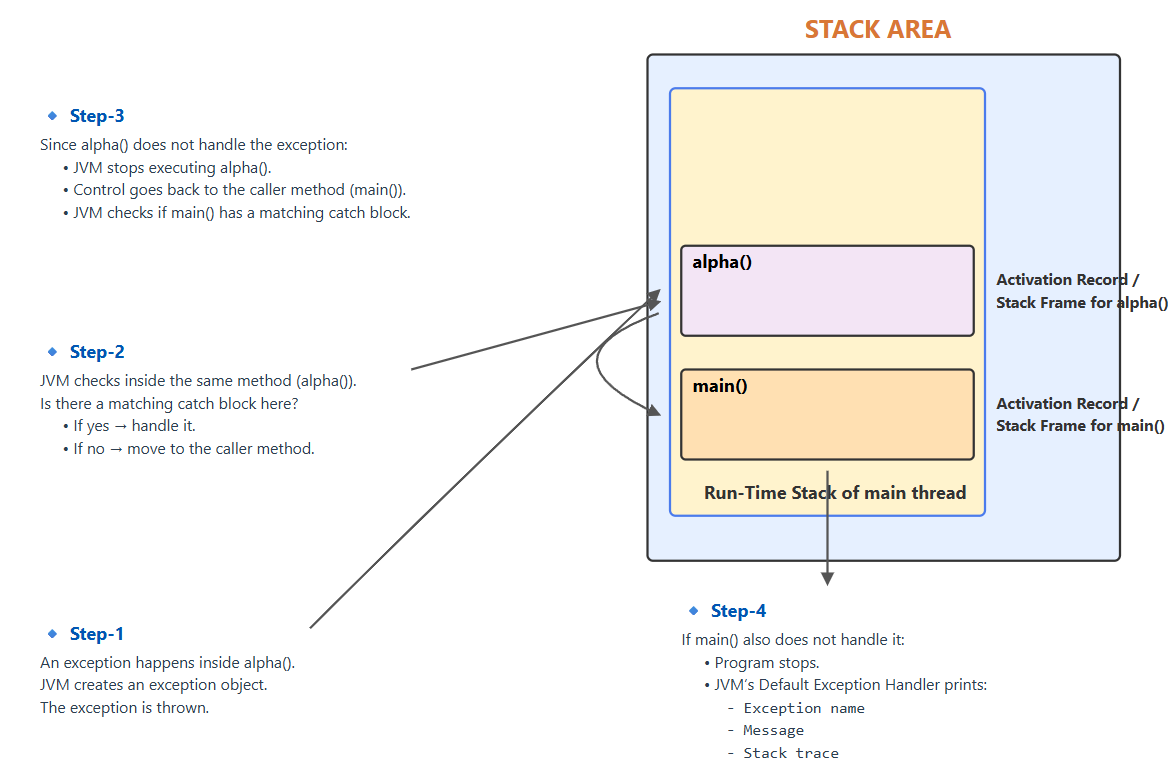 STACK AREA
🔹 Step-3
Since alpha() does not handle the exception:
• JVM stops executing alpha().
• Control goes back to the caller method (main()).
• JVM checks if main() has a matching catch block.
alpha()
Activation Record /
Stack Frame for alpha()
🔹 Step-2
JVM checks inside the same method (alpha()).
Is there a matching catch block here?
• If yes → handle it.
• If no → move to the caller method.
main()
Activation Record /
Stack Frame for main()
Run-Time Stack of main thread
🔹 Step-1
An exception happens inside alpha().
JVM creates an exception object.
The exception is thrown.
🔹 Step-4
If main() also does not handle it:
• Program stops.
• JVM’s Default Exception Handler prints:
- Exception name
- Message
- Stack trace